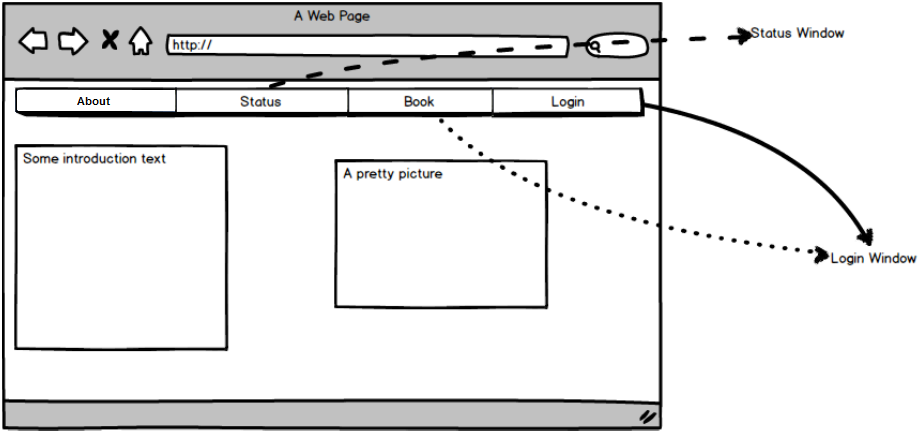 A Web Page
http://
Status Window
About
Status
Book
Login
Some introduction text
A pretty picture
Login Window